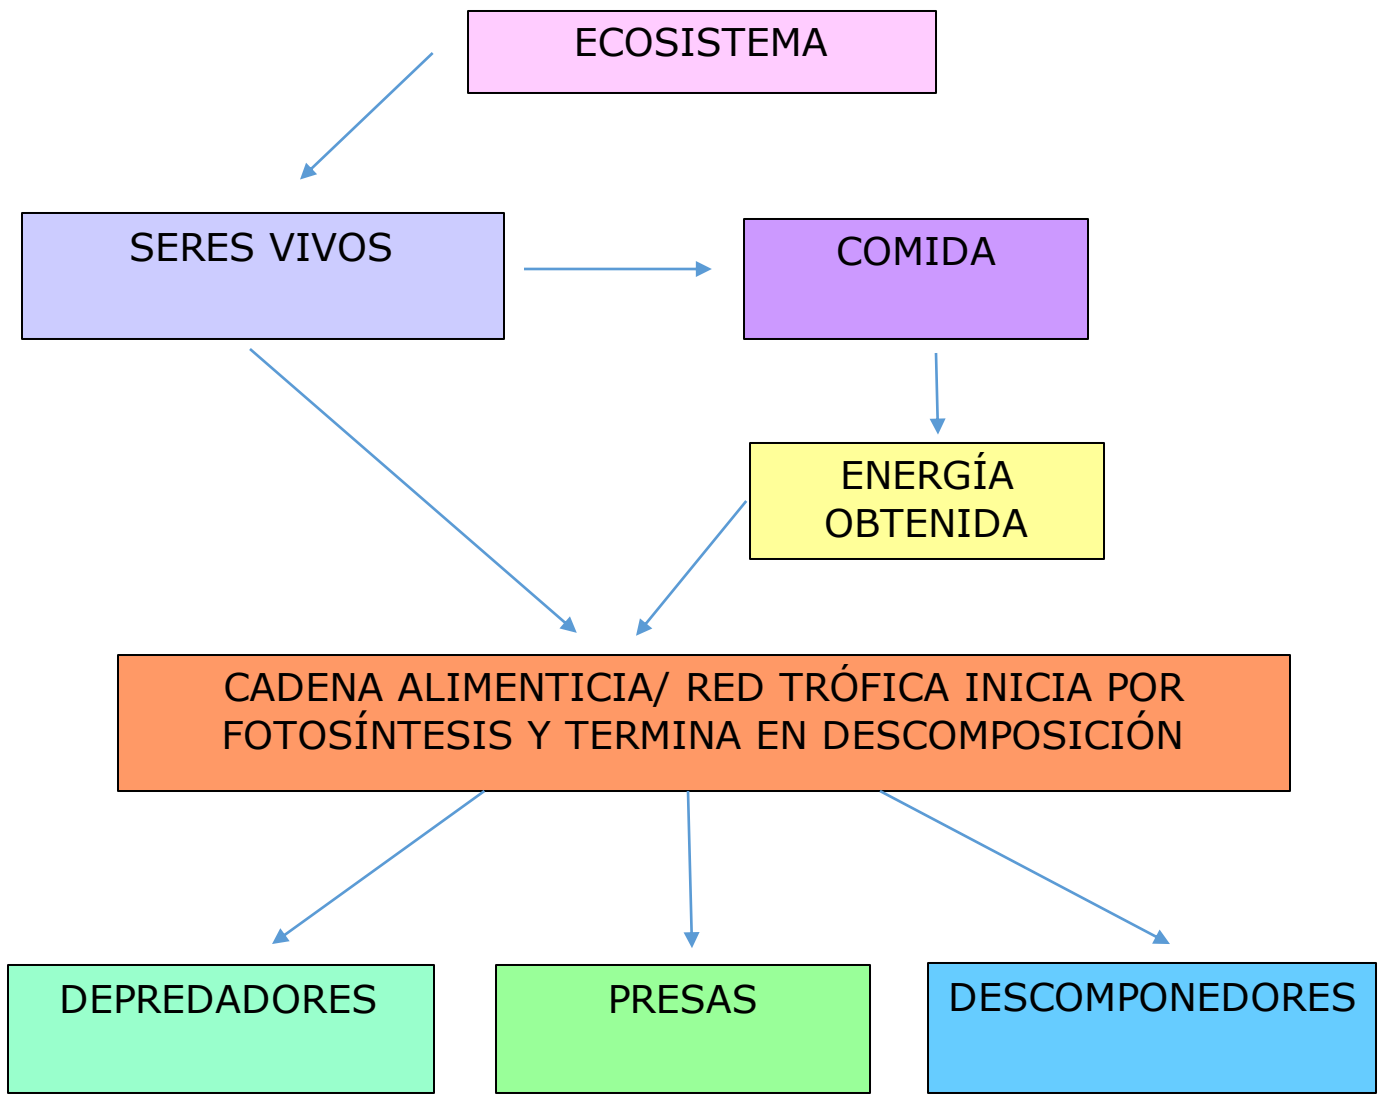 ECOSISTEMA
SERES VIVOS
COMIDA
ENERGÍA
OBTENIDA
CADENA ALIMENTICIA/ RED TRÓFICA INICIA POR
FOTOSÍNTESIS Y TERMINA EN DESCOMPOSICIÓN
DEPREDADORES
PRESAS
DESCOMPONEDORES